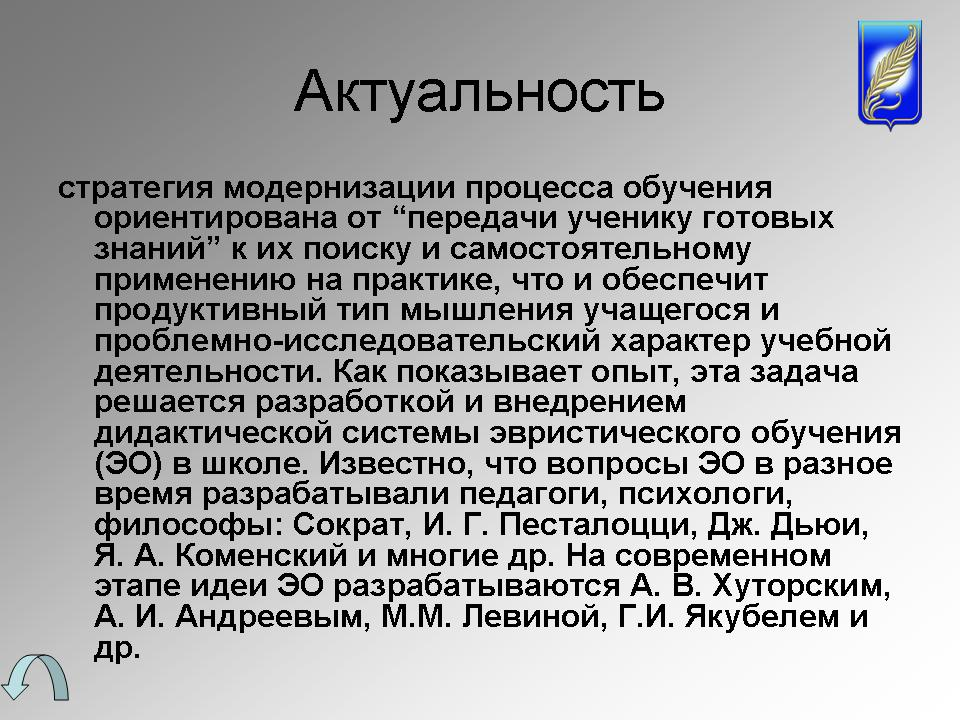 Актуальность
стратегия модернизации процесса обучения
ориентирована от “передачи ученику готовых
знаний” к их поиску и самостоятельному
применению на практике, что и обеспечит
продуктивный тип мышления учащегося и
проблемно-исследовательский характер учебной
деятельности. Как показывает опыт, эта задача
решается разработкой и внедрением
дидактической системы эвристического обучения
(ЭО) в школе. Известно, что вопросы ЭО в разное
время разрабатывали педагоги, психологи,
философы: Сократ, И. Г. Песталоцци, Дж. Дьюи,
Я. А. Коменский и многие др. На современном
этапе идеи ЭО разрабатываются А. В. Хуторским,
А. И. Андреевым, М.М. Левиной, Г.И. Якубелем и
др.